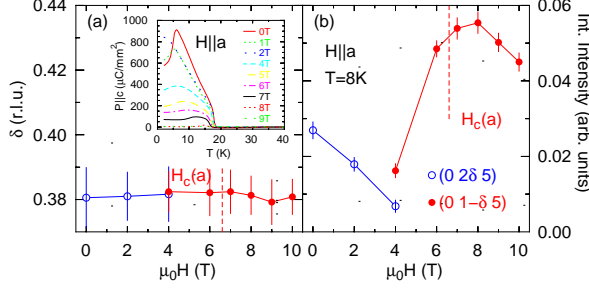 (a)
δ (r.l.u.)
0.44
0.42
0.40
0.38
0 2 4 6 8 10
μ0H (T)
Hc(a)
P||c (μC/mm²)
1000
800
600
400
200
0
0 10 20 30 40
T (K)
H||a
0T
1T
2T
4T
5T
6T
7T
8T
9T
(b)
H||a
T=8K
Hc(a)
(0 2δ 5)
(0 1−δ 5)
0 2 4 6 8 10
μ0H (T)
0.06
0.04
0.02
0.00
Int. Intensity (arb. units)